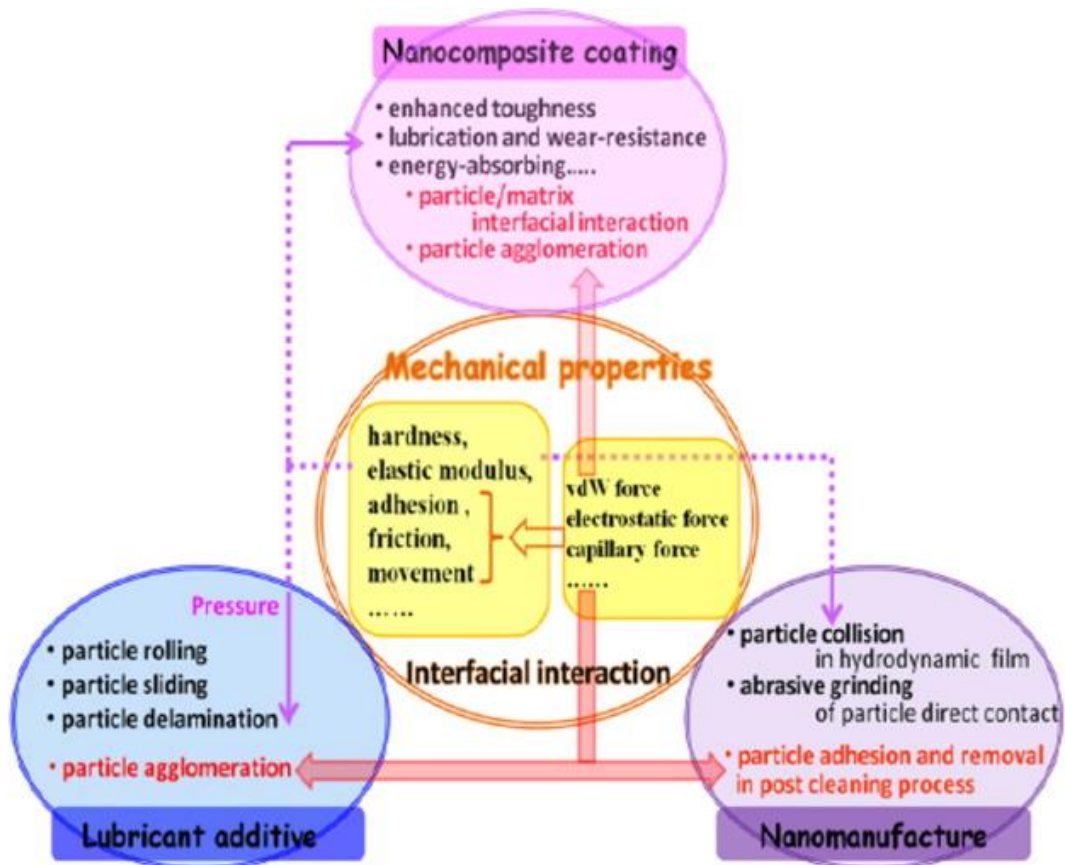 Nanocomposite coating
• enhanced toughness
• lubrication and wear-resistance
• energy-absorbing.....
• particle/matrix
interfacial interaction
• particle agglomeration
Mechanical properties
hardness,
elastic modulus,
adhesion ,
friction,
movement
......
vdW force
electrostatic force
capillary force
......
Interfacial interaction
Pressure
• particle rolling
• particle sliding
• particle delamination
• particle agglomeration
Lubricant additive
• particle collision
in hydrodynamic film
• abrasive grinding
of particle direct contact
• particle adhesion and removal
in post cleaning process
Nanomanufacture